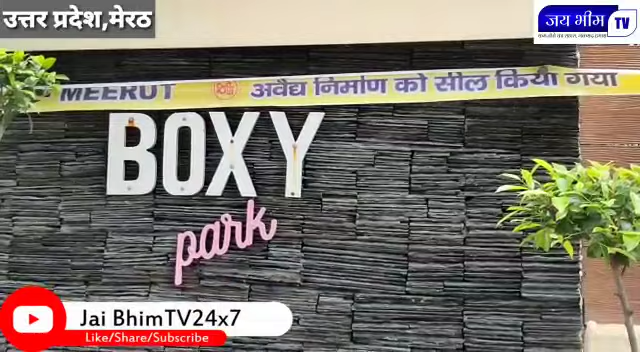 उत्तर प्रदेश,मेरठ
जय भीम TV
MEERUT अवैध निर्माण को सील किया गया
BOXY
park
Jai BhimTV24x7
Like/Share/Subscribe